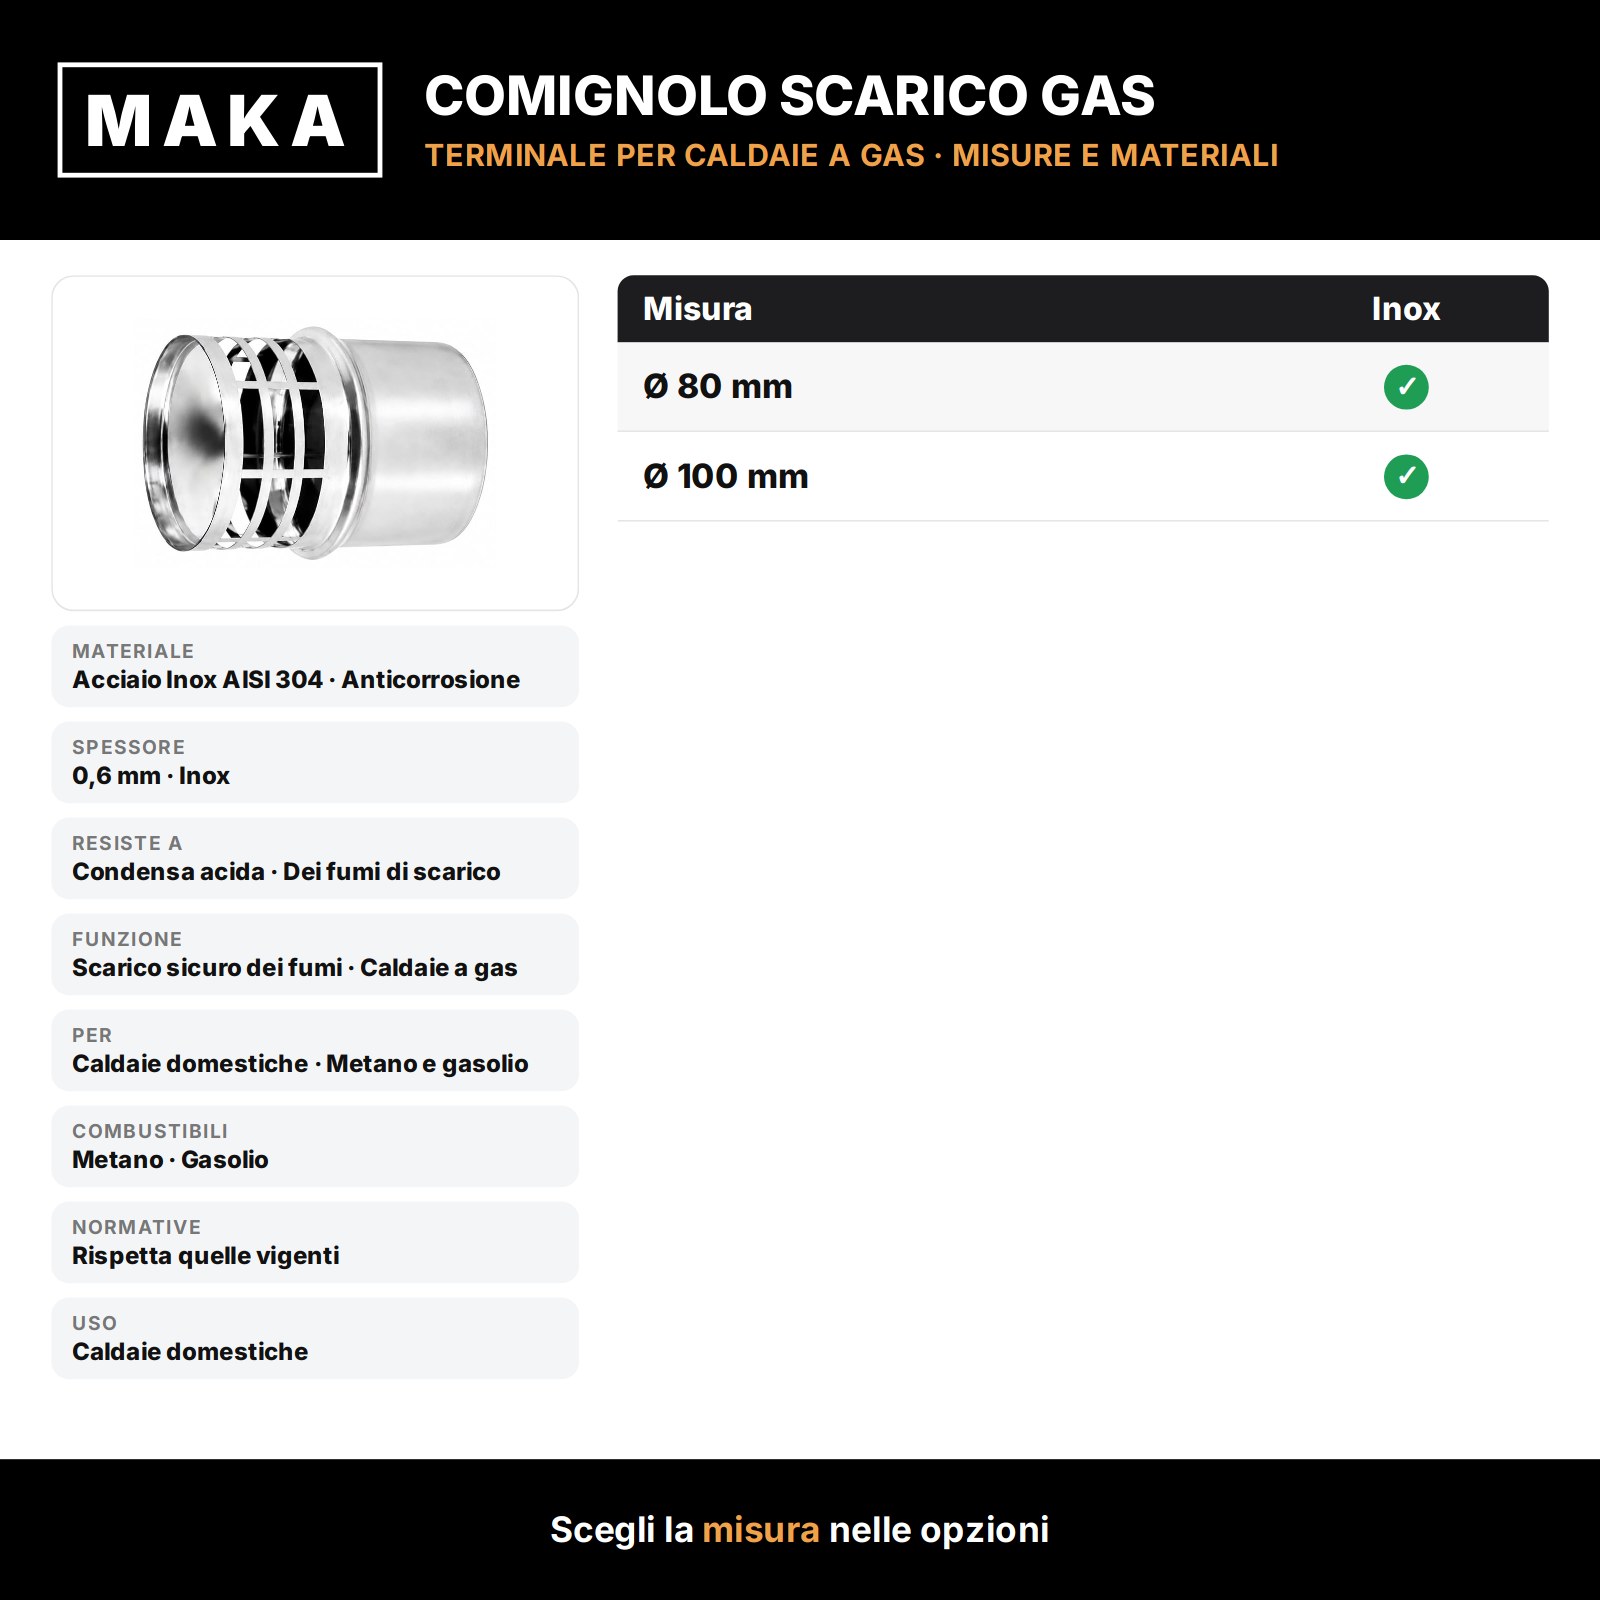 MAKA
COMIGNOLO SCARICO GAS
TERMINALE PER CALDAIE A GAS · MISURE E MATERIALI
MATERIALE
Acciaio Inox AISI 304 · Anticorrosione
SPESSORE
0,6 mm · Inox
RESISTE A
Condensa acida · Dei fumi di scarico
FUNZIONE
Scarico sicuro dei fumi · Caldaie a gas
PER
Caldaie domestiche · Metano e gasolio
COMBUSTIBILI
Metano · Gasolio
NORMATIVE
Rispetta quelle vigenti
USO
Caldaie domestiche
Misura Inox
Ø 80 mm ✓
Ø 100 mm ✓
Scegli la misura nelle opzioni